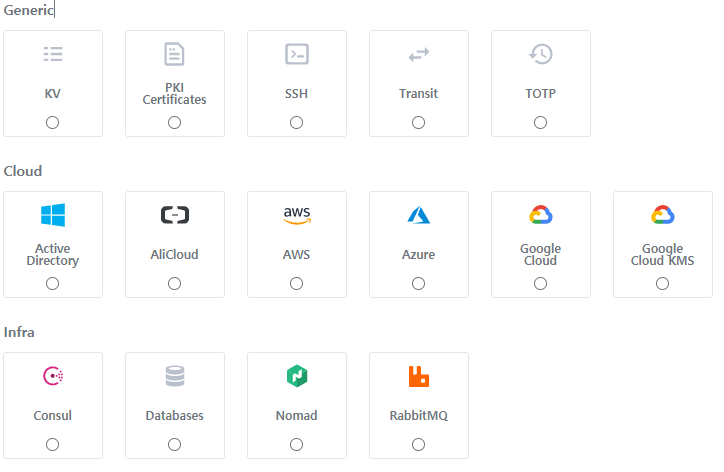 Generic
KV
PKI
Certificates
SSH
Transit
TOTP
Cloud
Active
Directory
AliCloud
aws
AWS
Azure
Google
Cloud
Google
Cloud KMS
Infra
Consul
Databases
Nomad
RabbitMQ